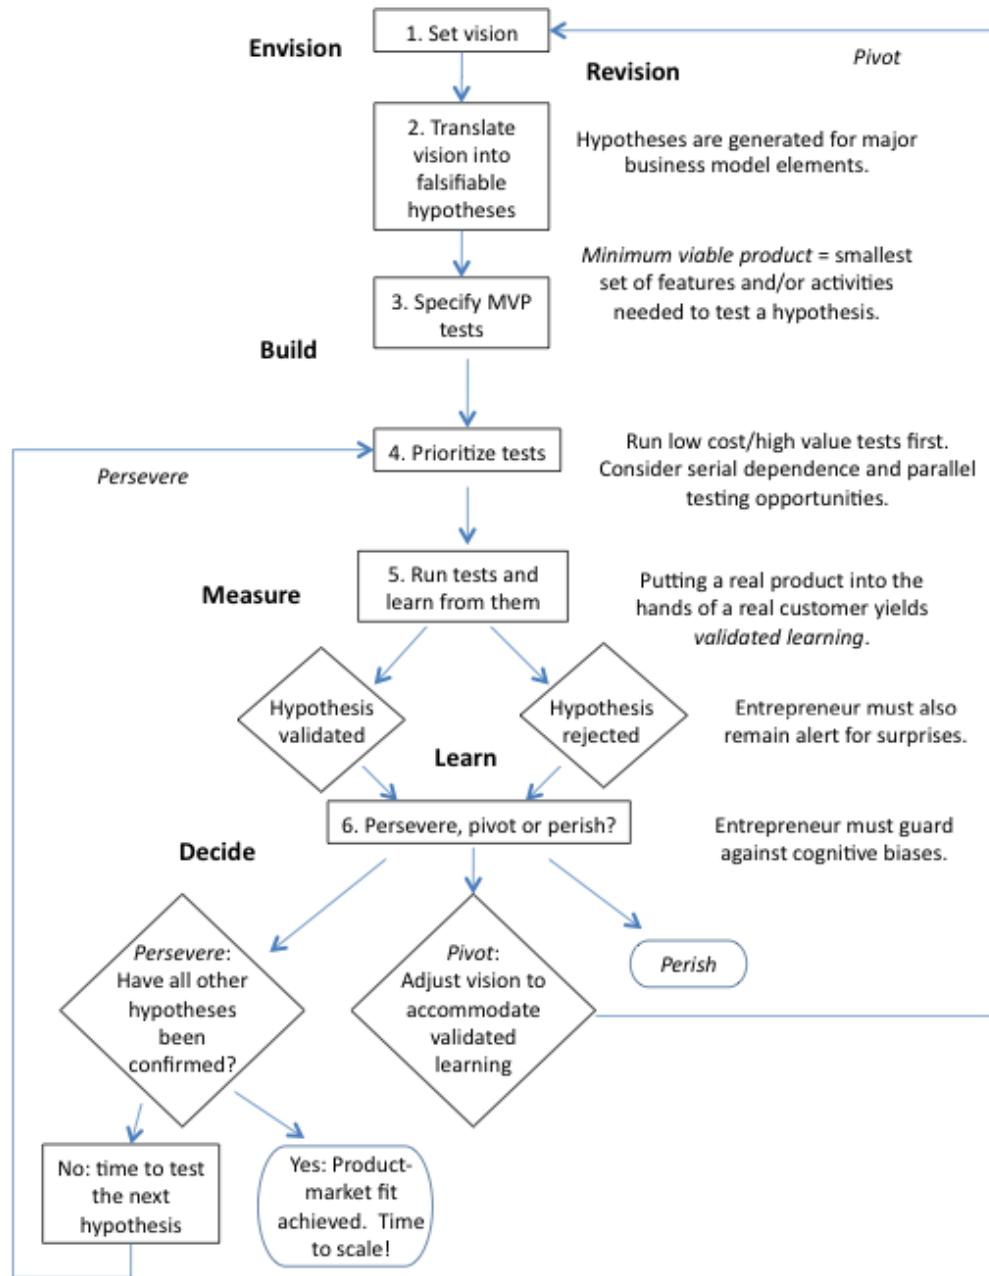 1. Set vision
Envision
Pivot
Revision
2. Translate
vision into
falsifiable
hypotheses
Hypotheses are generated for major
business model elements.
Minimum viable product = smallest
set of features and/or activities
needed to test a hypothesis.
3. Specify MVP
tests
Build
4. Prioritize tests
Persevere
Run low cost/high value tests first.
Consider serial dependence and parallel
testing opportunities.
5. Run tests and
learn from them
Measure
Putting a real product into the
hands of a real customer yields
validated learning.
Hypothesis
validated
Hypothesis
rejected
Entrepreneur must also
remain alert for surprises.
Learn
6. Persevere, pivot or perish?
Entrepreneur must guard
against cognitive biases.
Decide
Persevere:
Have all other
hypotheses
been
confirmed?
Pivot:
Adjust vision to
accommodate
validated
learning
Perish
No: time to test
the next
hypothesis
Yes: Product-
market fit
achieved. Time
to scale!